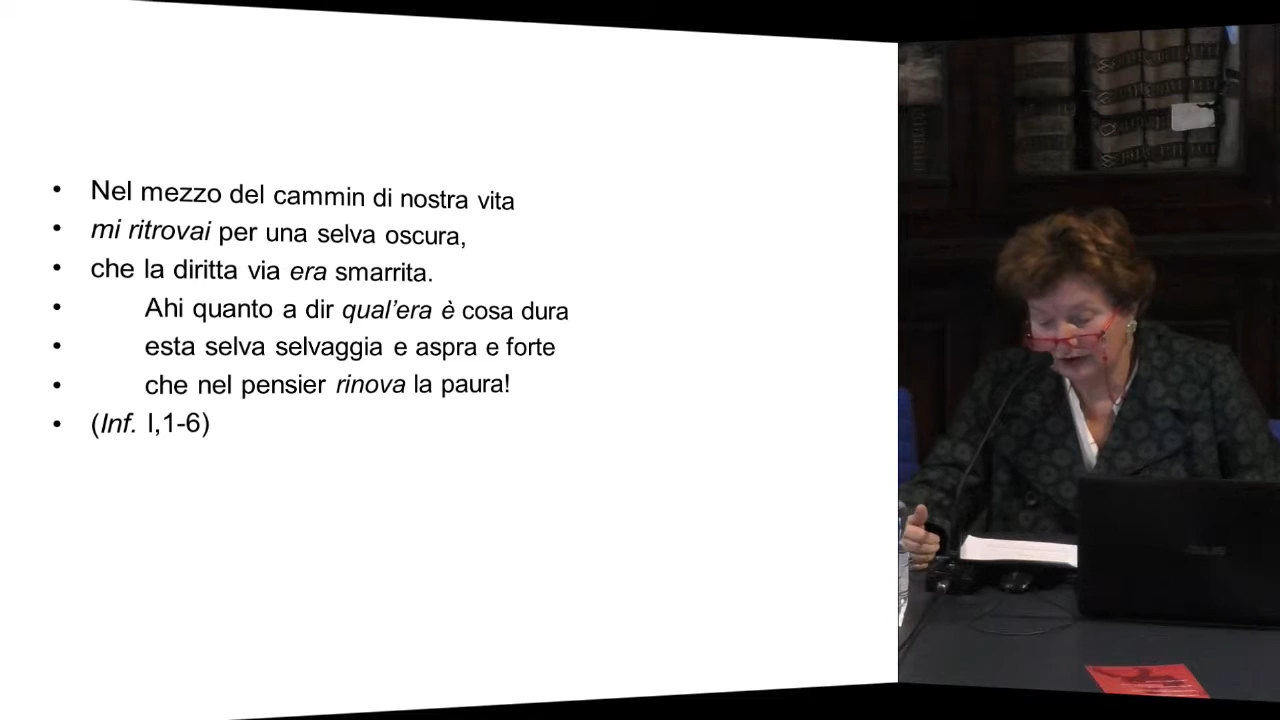 • Nel mezzo del cammin di nostra vita
• mi ritrovai per una selva oscura,
• che la diritta via era smarrita.
• Ahi quanto a dir qual'era è cosa dura
• esta selva selvaggia e aspra e forte
• che nel pensier rinova la paura!
• (Inf. I,1-6)